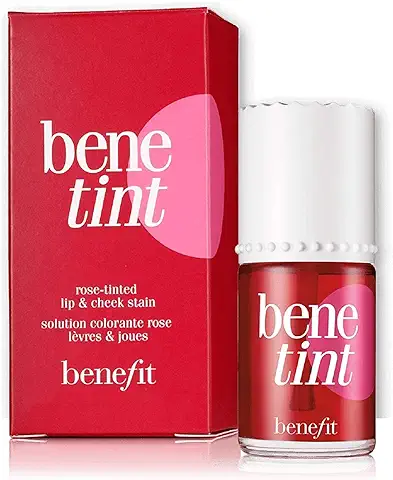 bene
tint
rose-tinted
lip & cheek stain
solution colorante rose
lèvres & joues
benefit
bene
tint
benefit